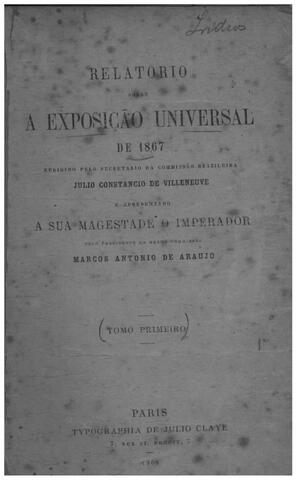 RELATORIO
SOBRE
A EXPOSIÇÃO UNIVERSAL
DE 1867
REDIGIDO PELO SECRETARIO DA COMMISSÃO BRAZILEIRA
JULIO CONSTANCIO DE VILLENEUVE
E APRESENTADO
A SUA MAGESTADE O IMPERADOR
PELO PRESIDENTE DA MESMA COMMISSÃO
MARCOS ANTONIO DE ARAUJO
(TOMO PRIMEIRO)
PARIS
TYPOGRAPHIA DE JULIO CLAYE
7, RUA ST. BENOIT, 7